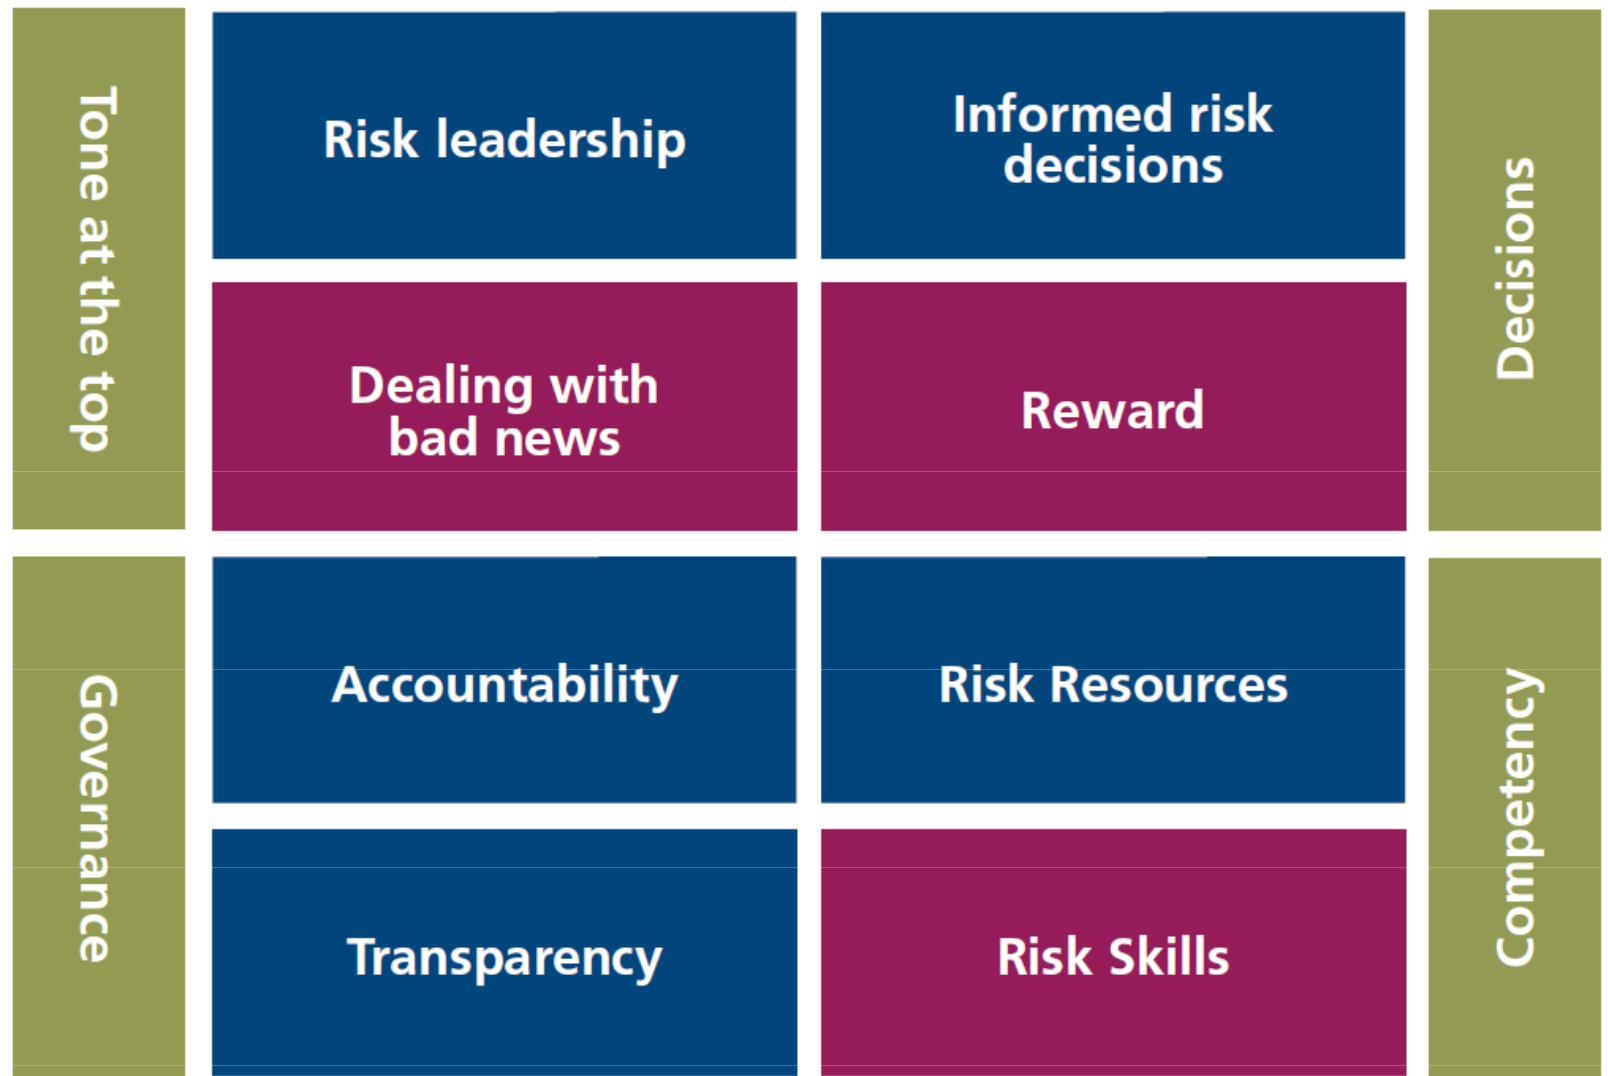 Tone at the top
Risk leadership
Informed risk
decisions
Decisions
Dealing with
bad news
Reward
Governance
Accountability
Risk Resources
Competency
Transparency
Risk Skills